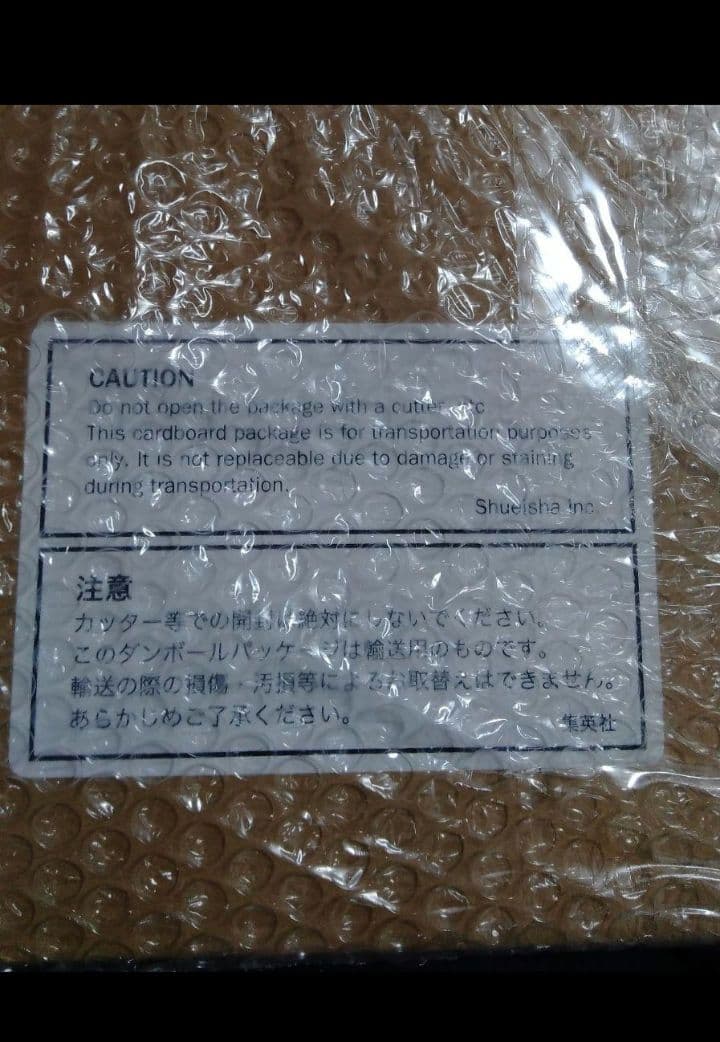 CAUTION
Do not open the package with a cutter etc
This cardboard package is for transportation purposes
only. It is not replaceable due to damage or staining
during transportation.
Shueisha Inc.
注意
カッター等での開封は絶対にしないでください。
このダンボールパッケージは輸送用のものです。
輸送の際の損傷・汚損等によるお取替えはできません。
あらかじめご了承ください。
集英社